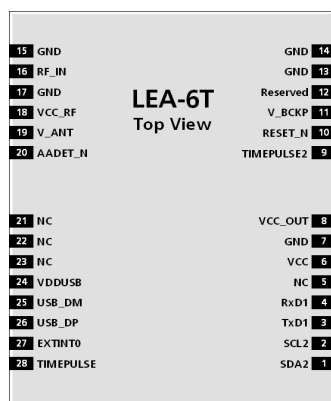 15 GND
16 RF_IN
17 GND
18 VCC_RF
19 V_ANT
20 AADET_N
LEA-6T
Top View
GND 14
GND 13
Reserved 12
V_BCKP 11
RESET_N 10
TIMEPULSE2 9
21 NC
22 NC
23 NC
24 VDDUSB
25 USB_DM
26 USB_DP
27 EXTINT0
28 TIMEPULSE
VCC_OUT 8
GND 7
VCC 6
NC 5
RxD1 4
TxD1 3
SCL2 2
SDA2 1